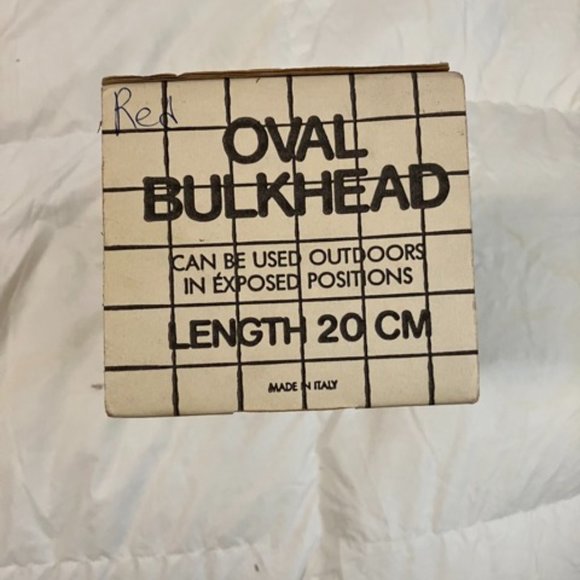 Red
OVAL
BULKHEAD
CAN BE USED OUTDOORS
IN EXPOSED POSITIONS
LENGTH 20 CM
MADE IN ITALY